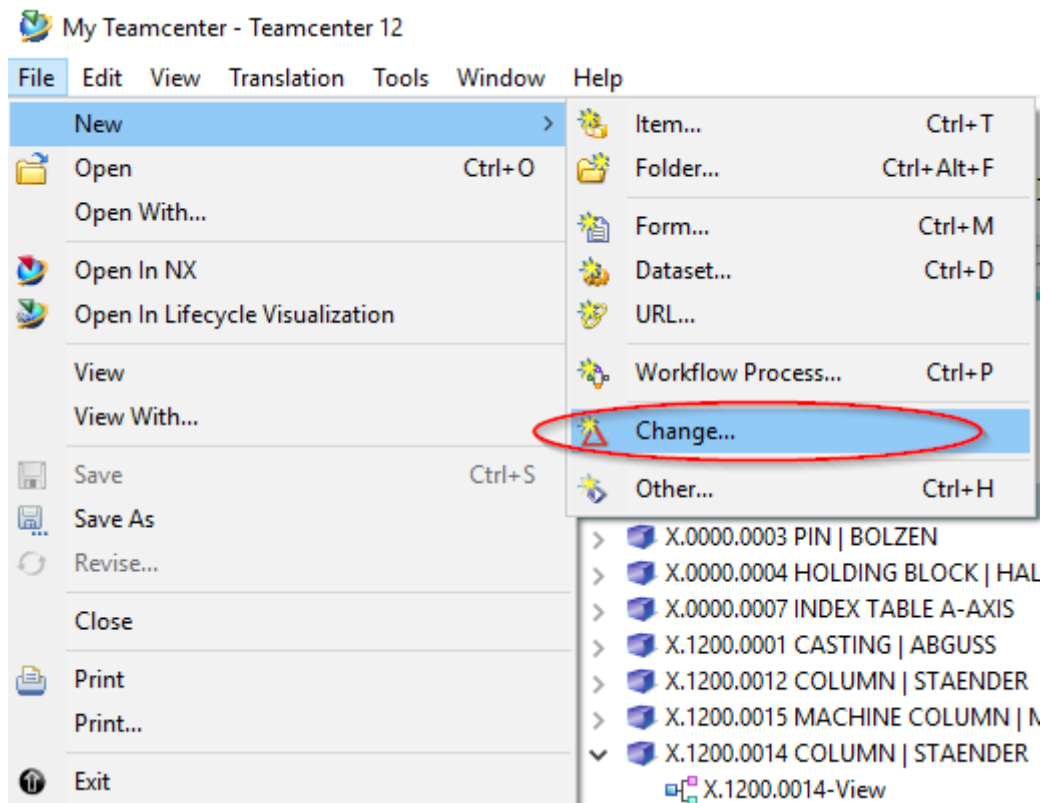 My Teamcenter - Teamcenter 12
File Edit View Translation Tools Window Help
New >
Open Ctrl+O
Open With...
Open In NX
Open In Lifecycle Visualization
View
View With...
Save Ctrl+S
Save As
Revise...
Close
Print
Print...
Exit
Item... Ctrl+T
Folder... Ctrl+Alt+F
Form... Ctrl+M
Dataset... Ctrl+D
URL...
Workflow Process... Ctrl+P
Change...
Other... Ctrl+H
X.0000.0003 PIN | BOLZEN
X.0000.0004 HOLDING BLOCK | HAL
X.0000.0007 INDEX TABLE A-AXIS
X.1200.0001 CASTING | ABGUSS
X.1200.0012 COLUMN | STAENDER
X.1200.0015 MACHINE COLUMN |
X.1200.0014 COLUMN | STAENDER
X.1200.0014-View